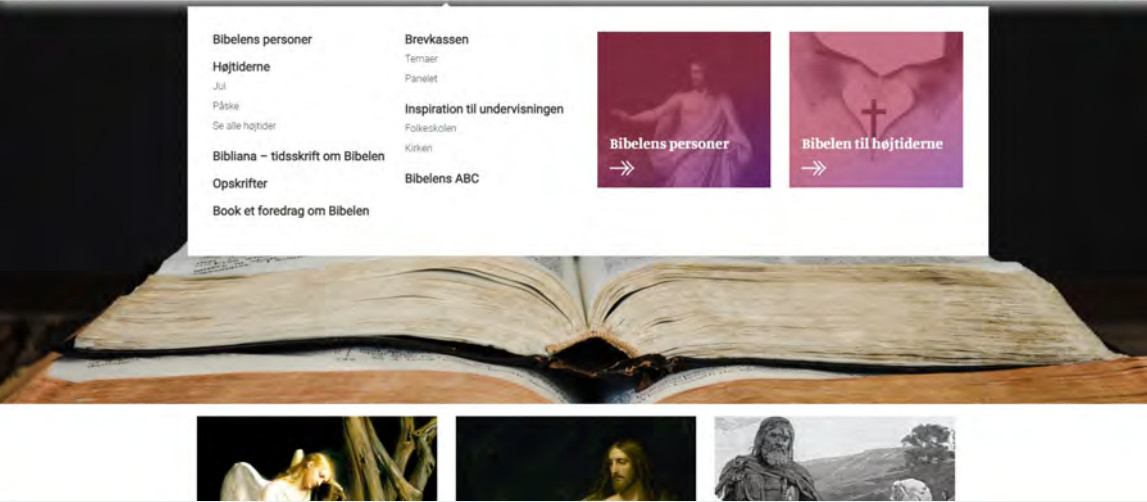 Bibelens personer
Højtiderne
Jul
Påske
Se alle højtider
Bibliana – tidsskrift om Bibelen
Opskrifter
Book et foredrag om Bibelen
Brevkassen
Temaer
Panelet
Inspiration til undervisningen
Folkeskolen
Kirken
Bibelens ABC
Bibelens personer
Bibelen til højtiderne